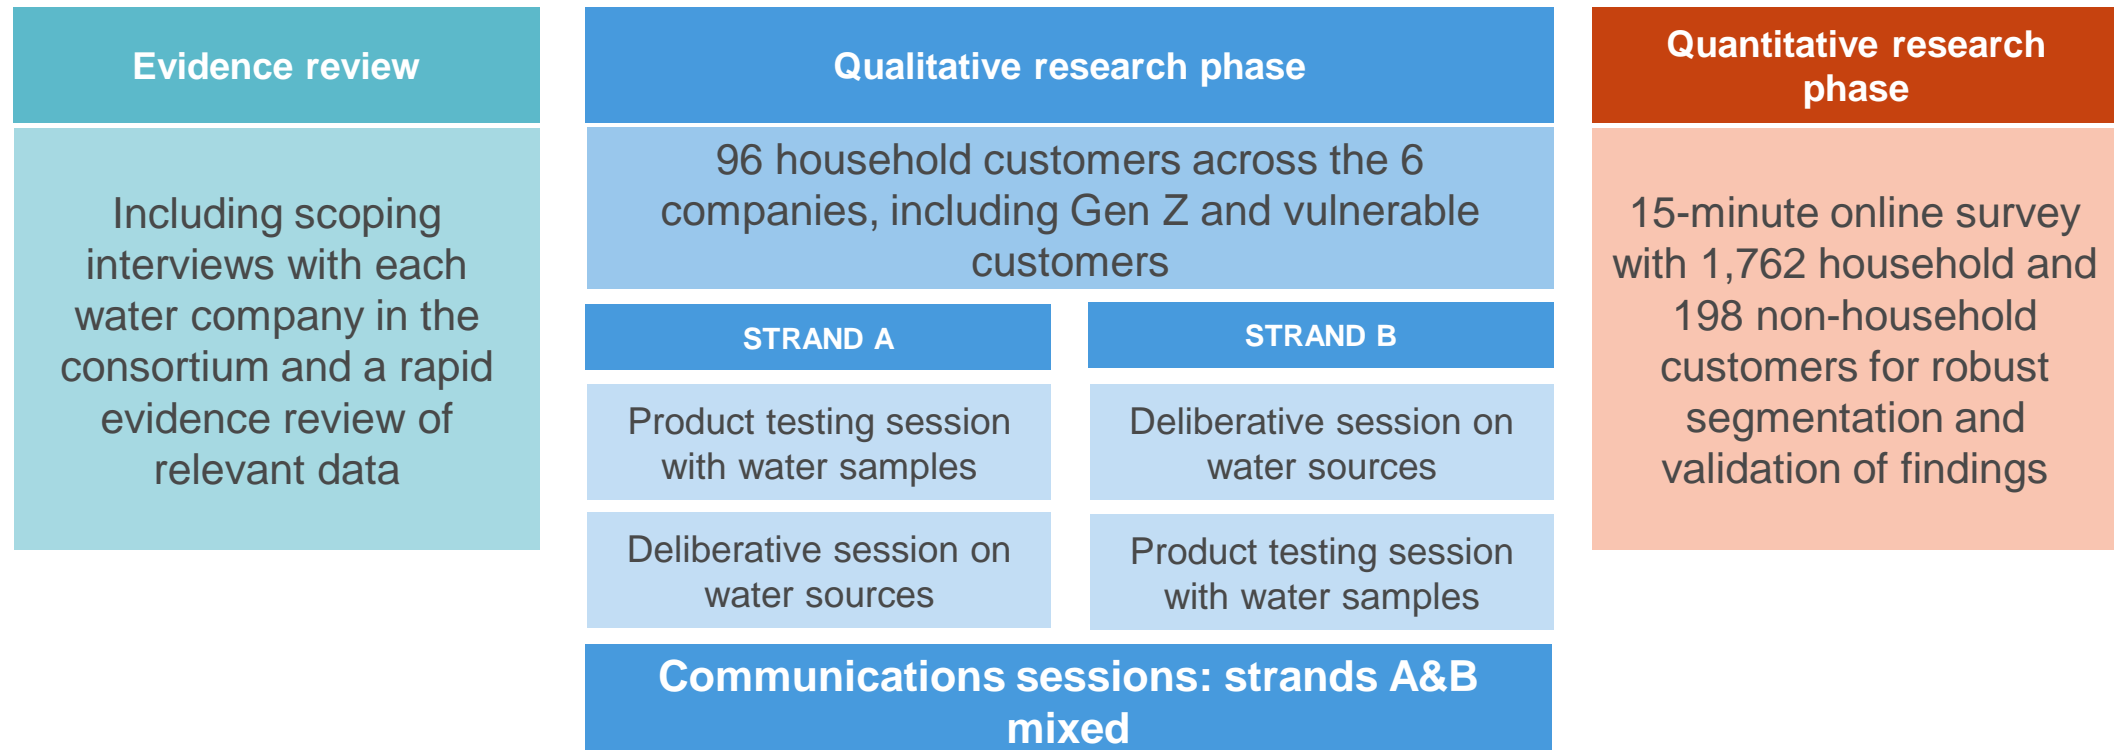 Evidence review
Including scoping
interviews with each
water company in the
consortium and a rapid
evidence review of
relevant data
Qualitative research phase
96 household customers across the 6
companies, including Gen Z and vulnerable
customers
STRAND A
Product testing session
with water samples
Deliberative session on
water sources
STRAND B
Deliberative session on
water sources
Product testing session
with water samples
Communications sessions: strands A&B
mixed
Quantitative research
phase
15-minute online survey
with 1,762 household and
198 non-household
customers for robust
segmentation and
validation of findings